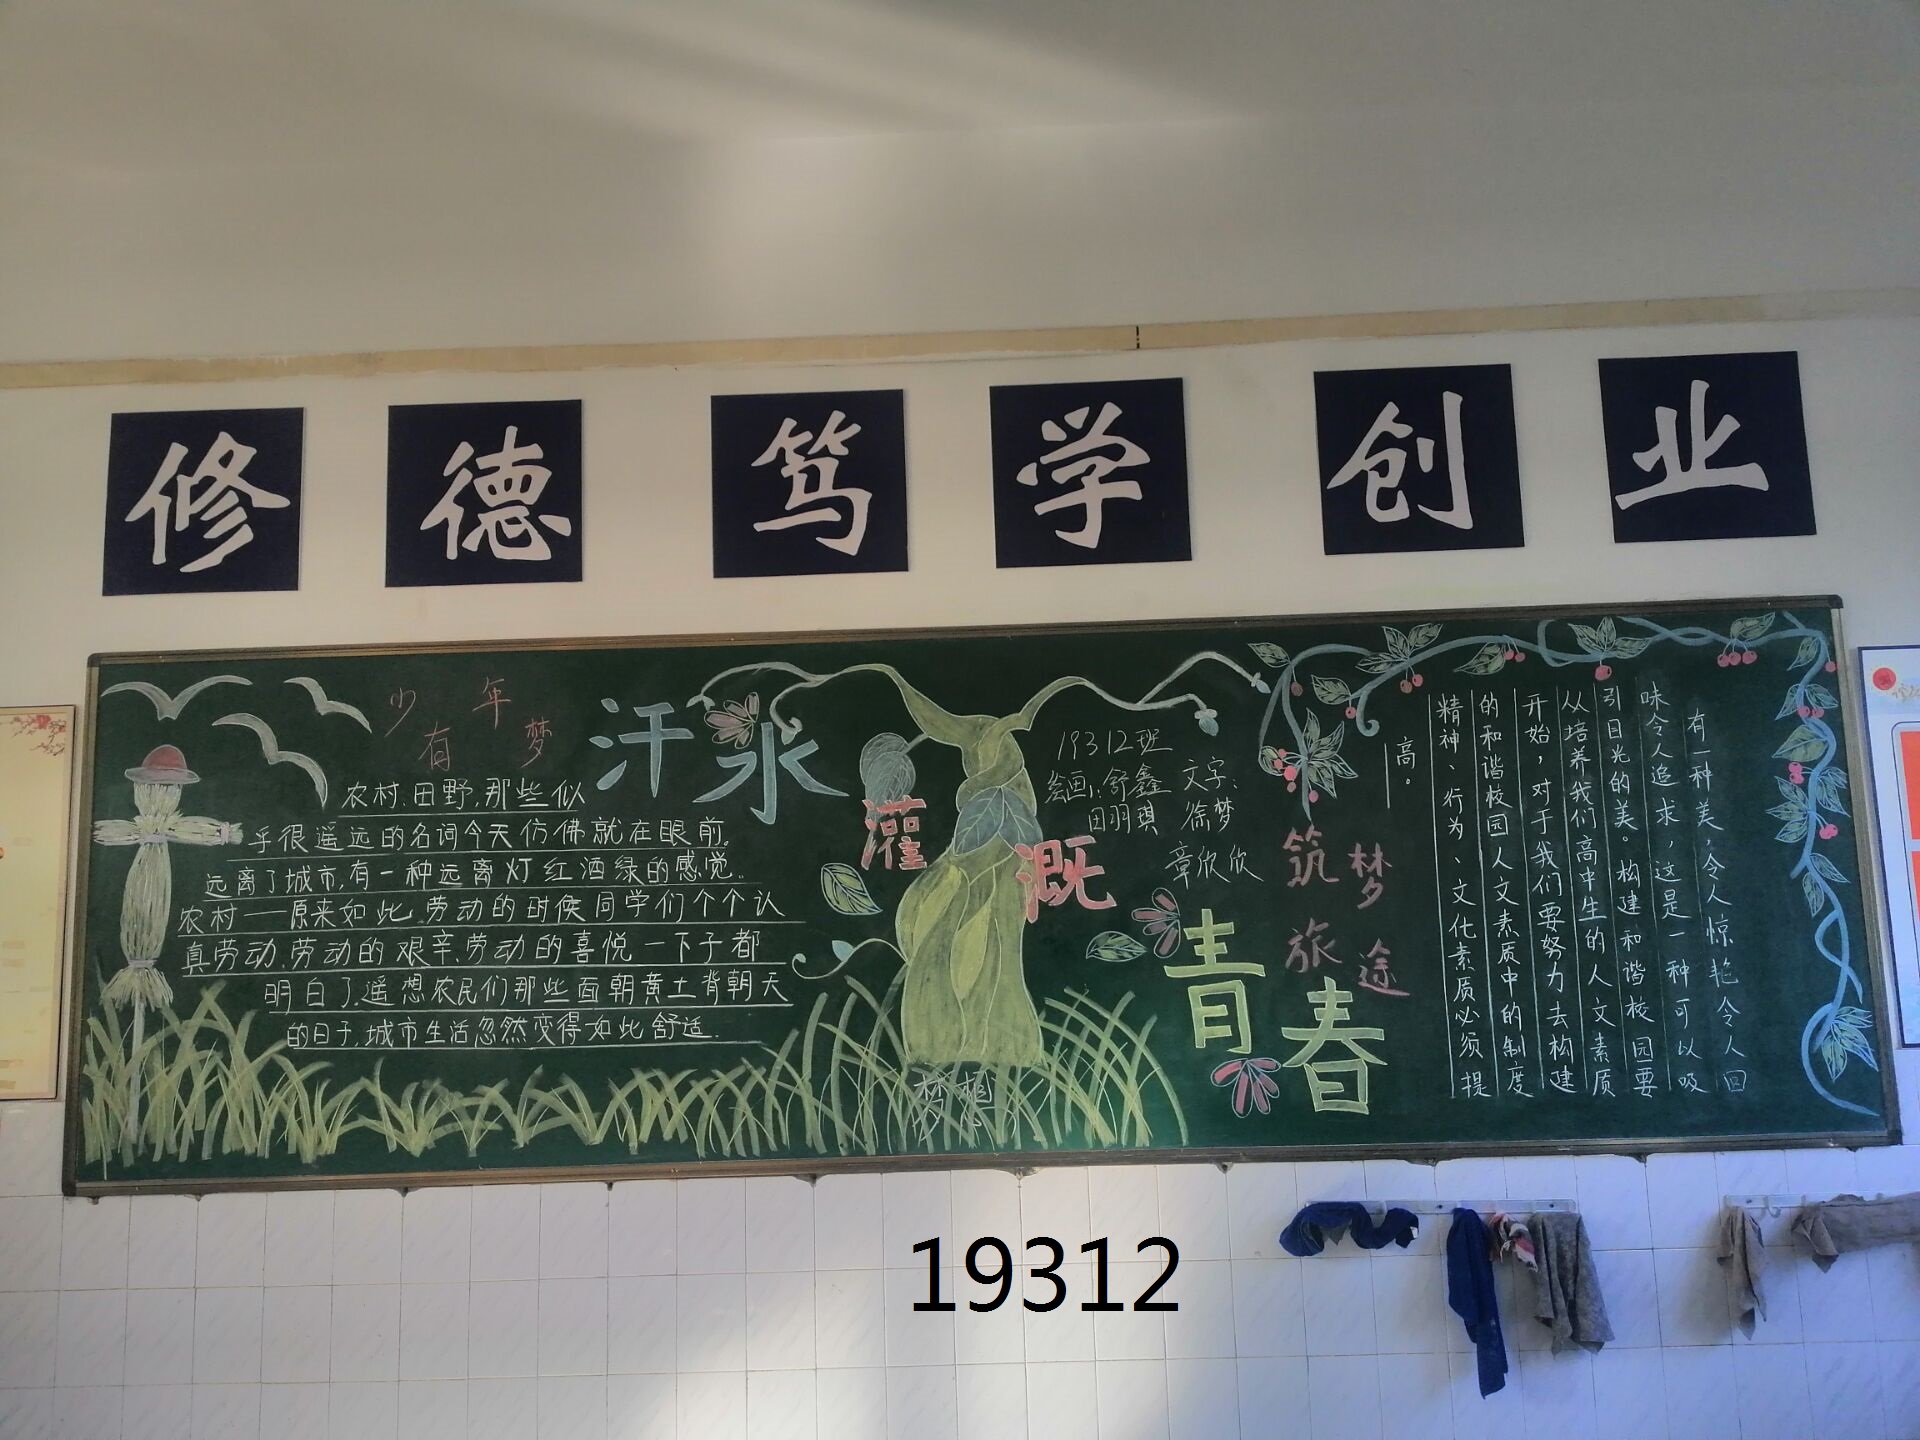 修 德 笃 学 创 业
少年
有梦
汗水
灌溉
青春
农村、田野,那些似
乎很遥远的名词今天仿佛就在眼前。
远离了城市,有一种远离灯红酒绿的感觉。
农村——原来如此.劳动的时候同学们个个认
真劳动.劳动的艰辛.劳动的喜悦一下子都
明白了.遥想农民们那些面朝黄土背朝天
的日子,城市生活忽然变得如此舒适.
梦想
19312班
绘画:舒鑫
田羽琪
文字:
徐梦
章欣欣
筑梦
旅途
有一种美,令人惊艳令人回
味令人追求,这是一种可以吸
引目光的美。构建和谐校园要
从培养我们高中生的人文素质
开始,对于我们要努力去构建
的和谐校园人文素质中的制度
精神、行为、文化素质必须提
高。
19312